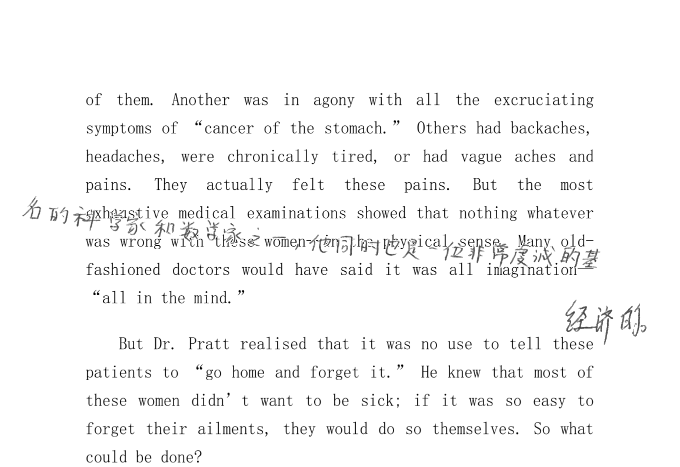 of them. Another was in agony with all the excruciating
symptoms of “cancer of the stomach.” Others had backaches,
headaches, were chronically tired, or had vague aches and
pains. They actually felt these pains. But the most
exhaustive medical examinations showed that nothing whatever
名的科学家和数学家之一，他同时也是一位非常虔诚的基
was wrong with these women—in the physical sense. Many old-
fashioned doctors would have said it was all imagination—
“all in the mind.”
经济的。
But Dr. Pratt realised that it was no use to tell these
patients to “go home and forget it.” He knew that most of
these women didn’t want to be sick; if it was so easy to
forget their ailments, they would do so themselves. So what
could be done?